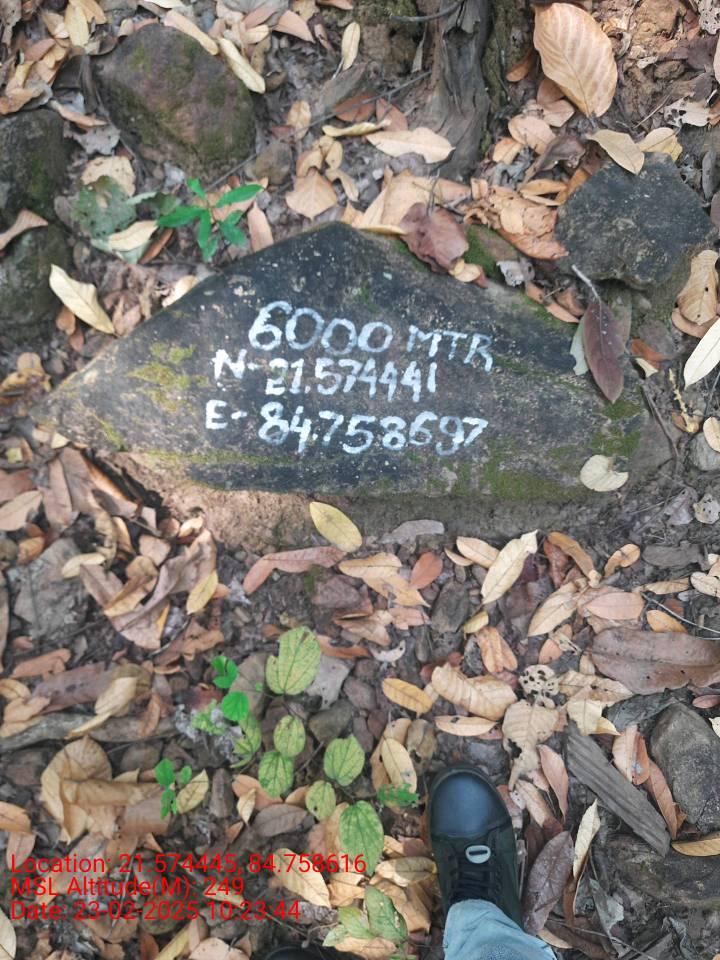 6000 MTR
N-21.574441
E-84.758697
Location: 21.574445, 84.758616
MSL Altitude(M): 249
Date: 23-02-2025 10:23:44